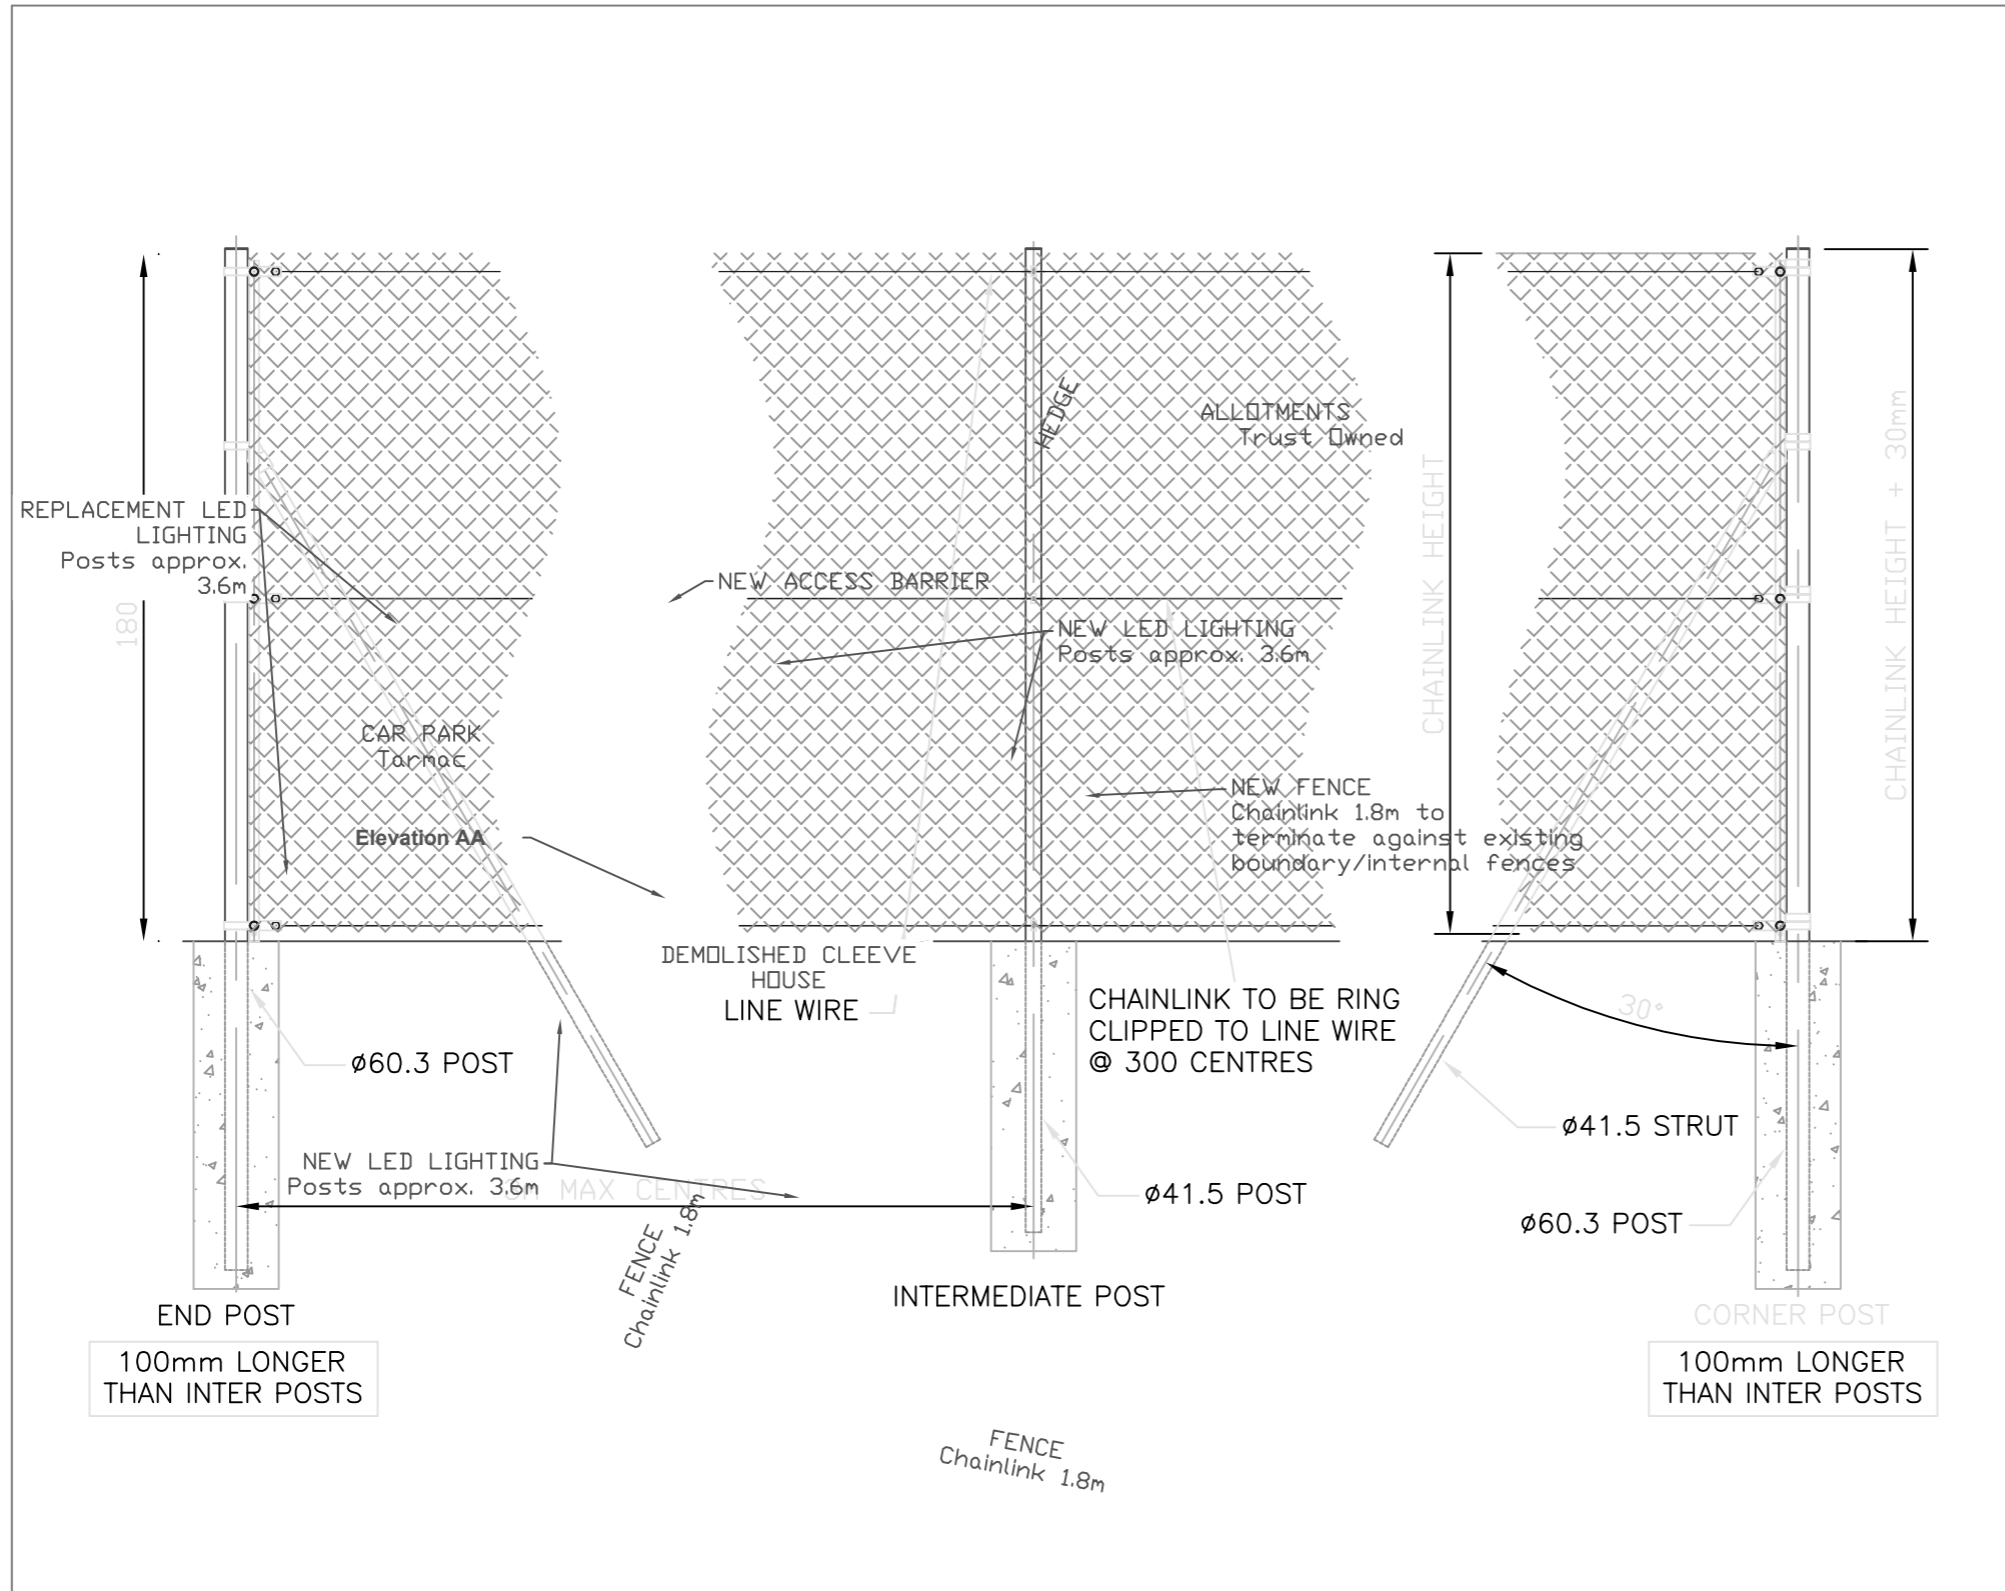 HEDGE
ALLOTMENTS
Trust Owned
CHAINLINK HEIGHT
CHAINLINK HEIGHT + 30mm
REPLACEMENT LED
LIGHTING
Posts approx.
3.6m
180
NEW ACCESS BARRIER
NEW LED LIGHTING
Posts approx. 3.6m
CAR PARK
Tarmac
NEW FENCE
Chainlink 1.8m to
terminate against existing
boundary/internal fences
Elevation AA
DEMOLISHED CLEEVE
HOUSE
LINE WIRE
CHAINLINK TO BE RING
CLIPPED TO LINE WIRE
@ 300 CENTRES
30°
ø60.3 POST
ø41.5 STRUT
NEW LED LIGHTING
Posts approx. 3.6m
MAX CENTRES
ø41.5 POST
ø60.3 POST
FENCE
Chainlink 1.8m
INTERMEDIATE POST
END POST
CORNER POST
100mm LONGER
THAN INTER POSTS
100mm LONGER
THAN INTER POSTS
FENCE
Chainlink 1.8m